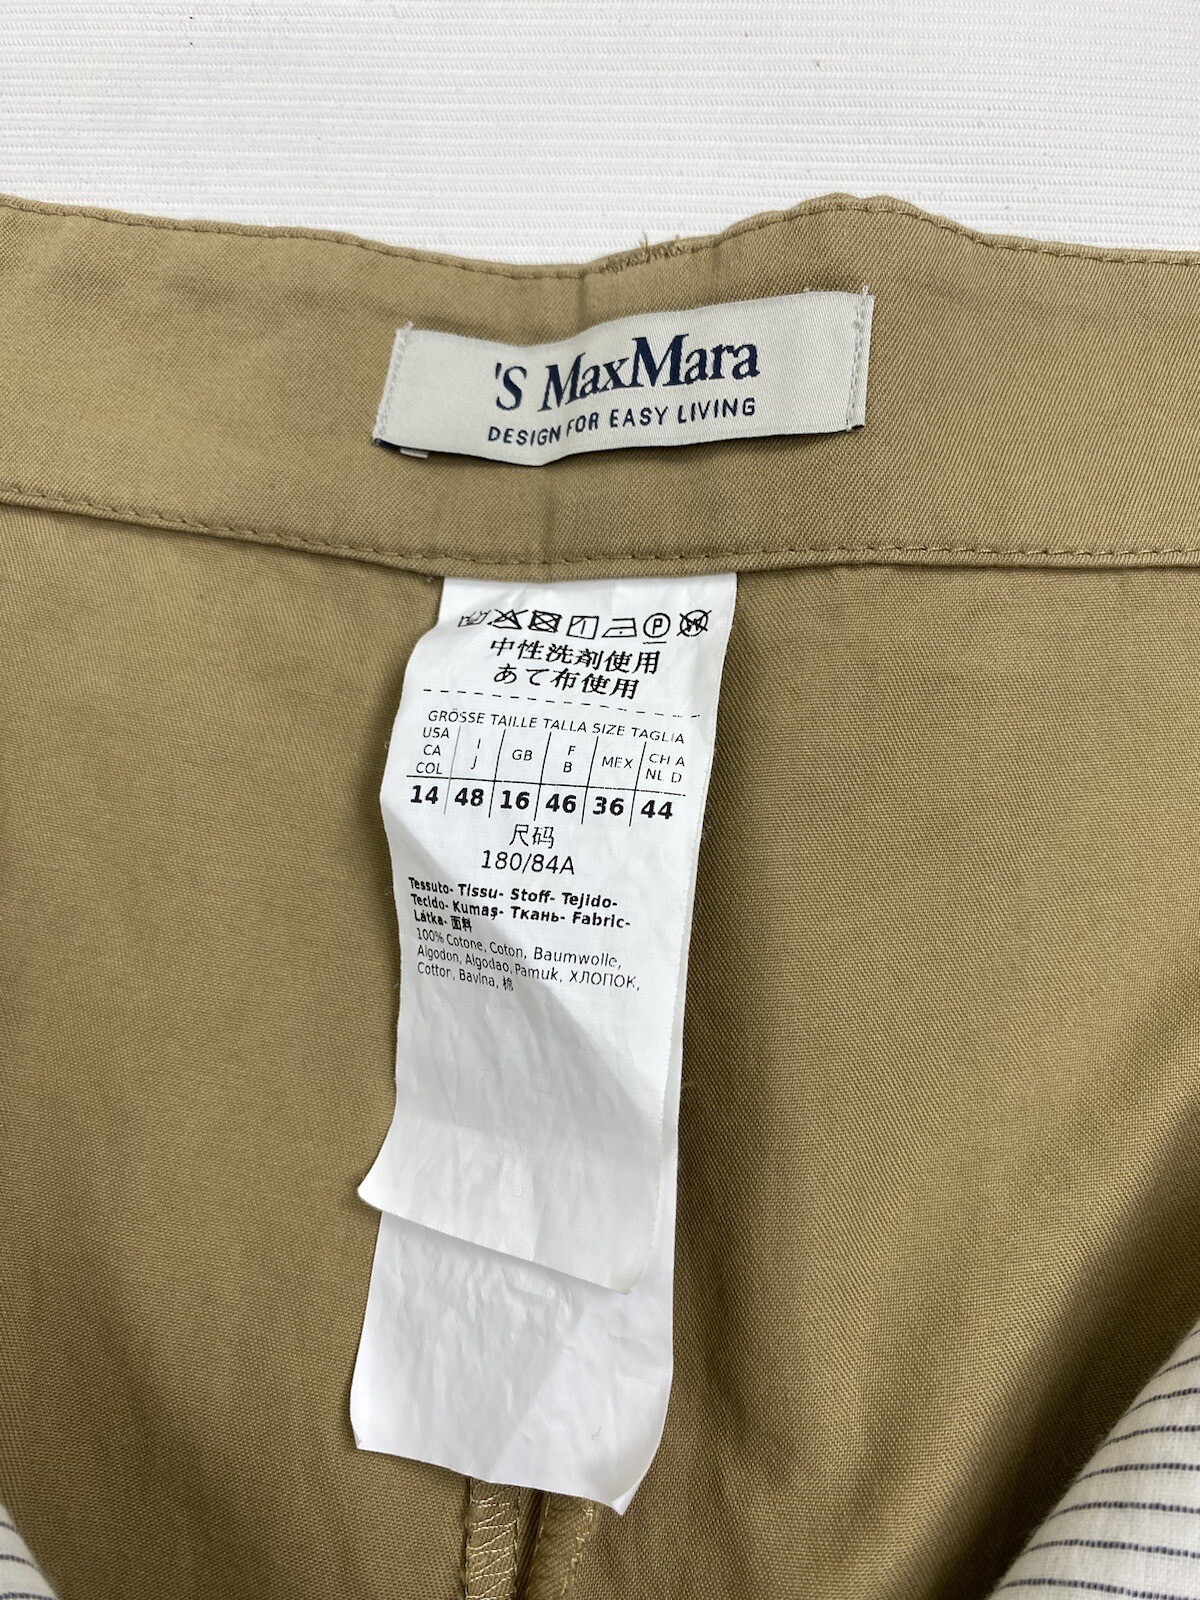 'S MaxMara
DESIGN FOR EASY LIVING
中性洗剤使用
あて布使用
GRÖSSE TAILLE TALLA SIZE TAGLIA
USA CA COL | I J | GB | F B | MEX | CH A NL D
14 | 48 | 16 | 46 | 36 | 44
尺码
180/84A
Tessuto- Tissu- Stoff- Tejido-
Tecido- Kumaş- Ткань- Fabric-
Látka- 面料
100% Cotone, Coton, Baumwolle,
Algodon, Algodao, Pamuk, ХЛОПОК,
Cotton, Bavlna, 棉